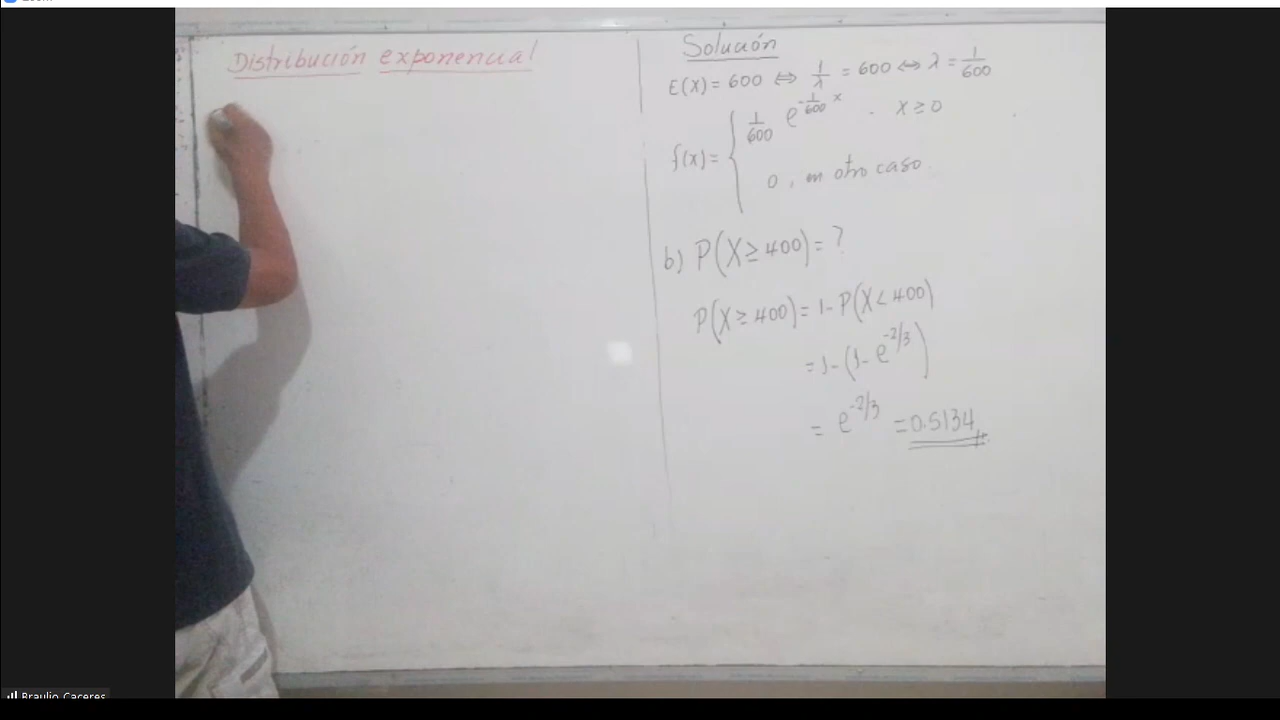 Distribución exponencial
Solución
E(X) = 600 ⇔ 1/λ = 600 ⇔ λ = 1/600
f(x) = { 1/600 e^{-1/600 x} , x ≥ 0
0 , en otro caso.
b) P(X ≥ 400) = ?
P(X ≥ 400) = 1 - P(X < 400)
= 1 - (1 - e^{-2/3})
= e^{-2/3} = 0.5134
Braulio Caceres